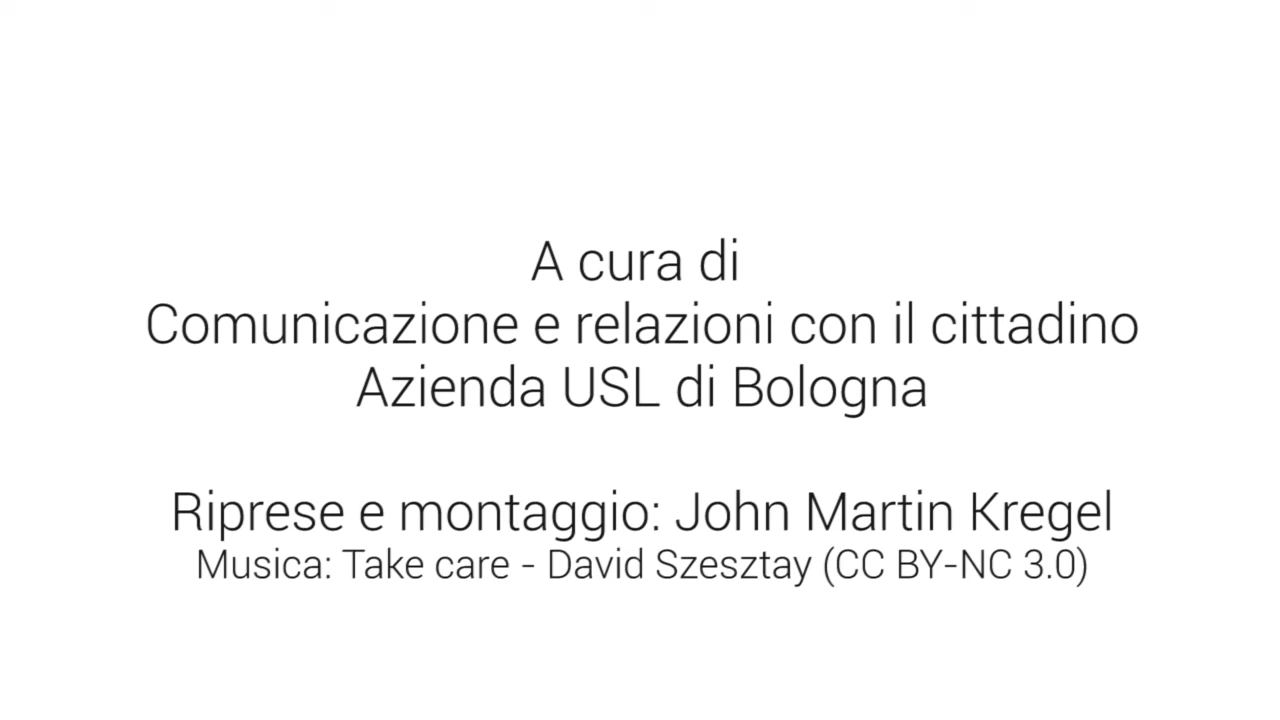 A cura di
Comunicazione e relazioni con il cittadino
Azienda USL di Bologna
Riprese e montaggio: John Martin Kregel
Musica: Take care - David Szesztay (CC BY-NC 3.0)